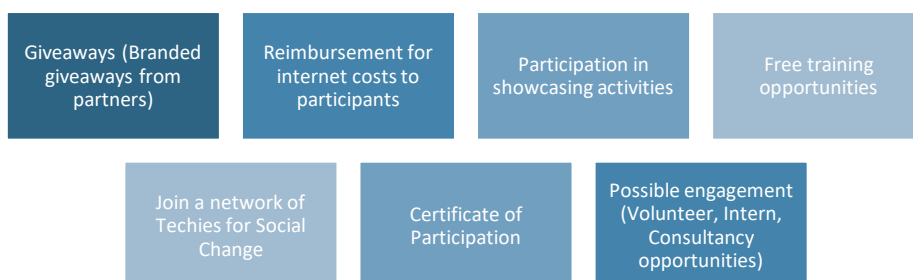 Giveaways (Branded
giveaways from
partners)
Reimbursement for
internet costs to
participants
Participation in
showcasing activities
Free training
opportunities
Join a network of
Techies for Social
Change
Certificate of
Participation
Possible engagement
(Volunteer, Intern,
Consultancy
opportunities)